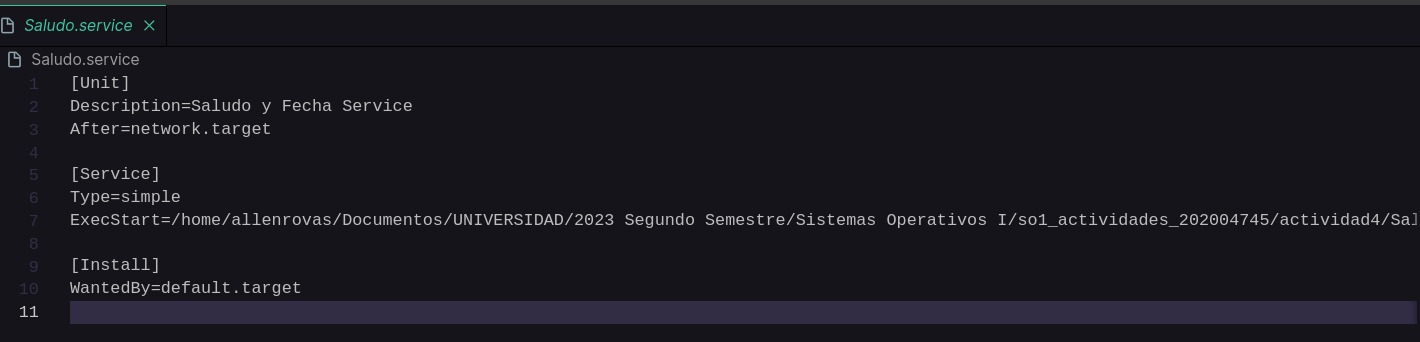 Saludo.service
Saludo.service
1 [Unit]
2 Description=Saludo y Fecha Service
3 After=network.target
4
5 [Service]
6 Type=simple
7 ExecStart=/home/allenrovas/Documentos/UNIVERSIDAD/2023 Segundo Semestre/Sistemas Operativos I/so1_actividades_202004745/actividad4/Sal
8
9 [Install]
10 WantedBy=default.target
11